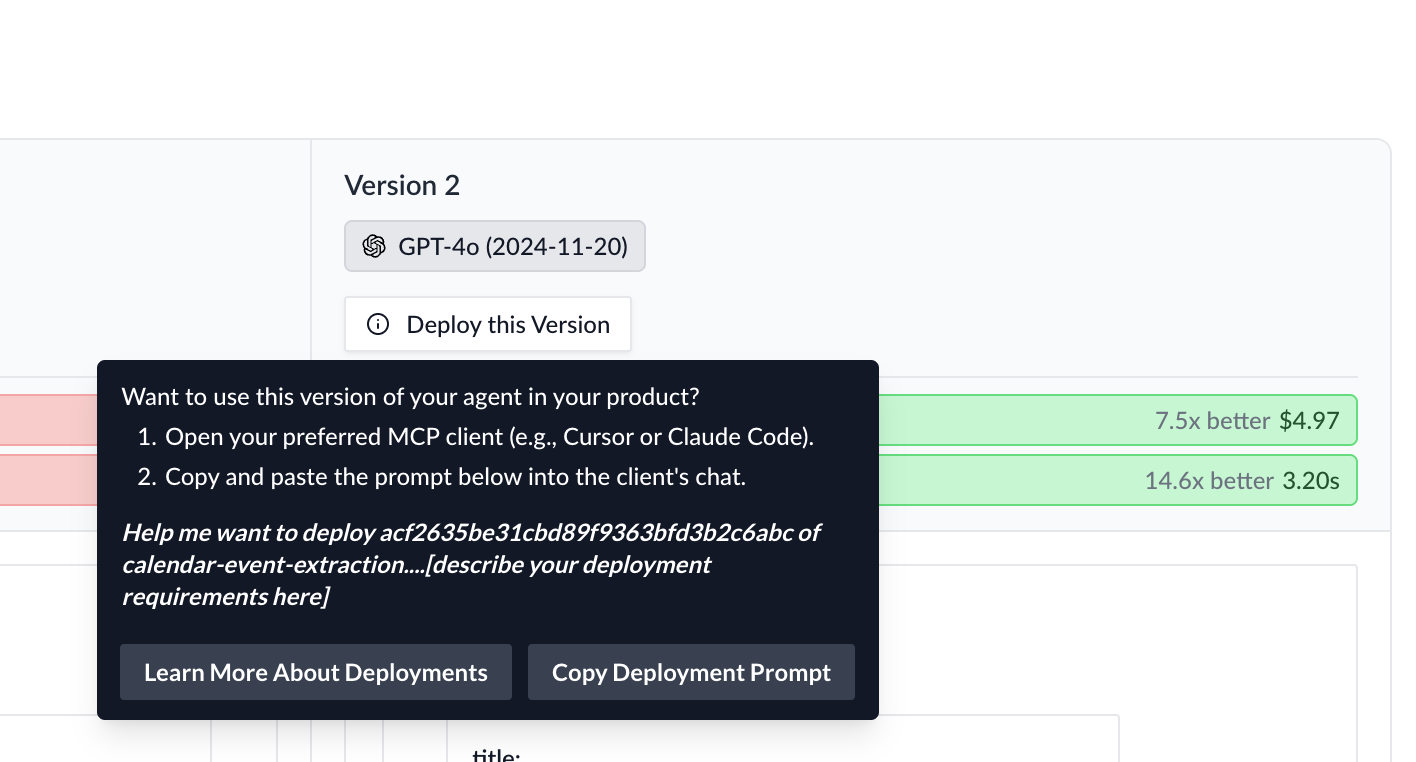 Version 2
GPT-4o (2024-11-20)
Deploy this Version
Want to use this version of your agent in your product?
1. Open your preferred MCP client (e.g., Cursor or Claude Code).
2. Copy and paste the prompt below into the client's chat.
Help me want to deploy acf2635be31cbd89f9363bfd3b2c6abc of
calendar-event-extraction....[describe your deployment
requirements here]
Learn More About Deployments
Copy Deployment Prompt
7.5x better $4.97
14.6x better 3.20s
title: